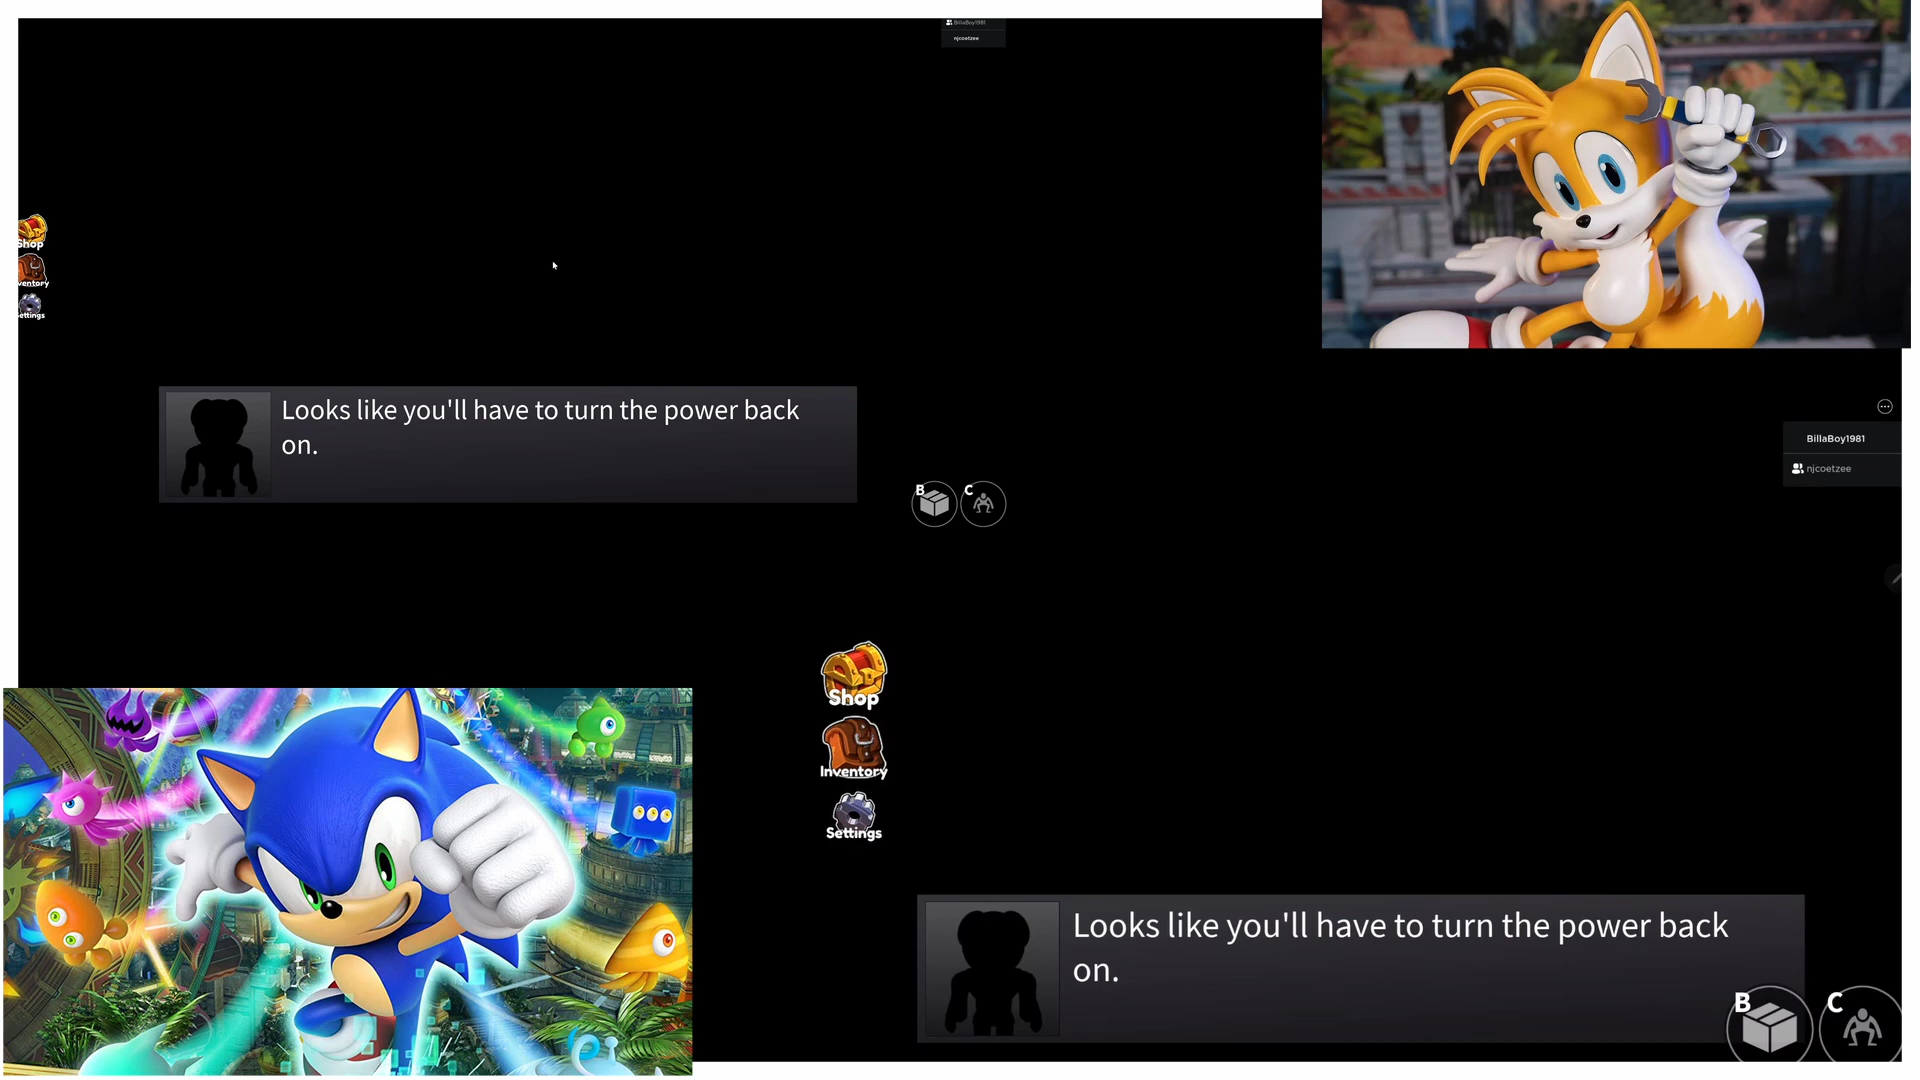 BillaBoy1981
njcoetzee
Shop
ventory
ettings
Looks like you'll have to turn the power back
on.
B
C
BillaBoy1981
njcoetzee
Shop
Inventory
Settings
Looks like you'll have to turn the power back
on.
B
C